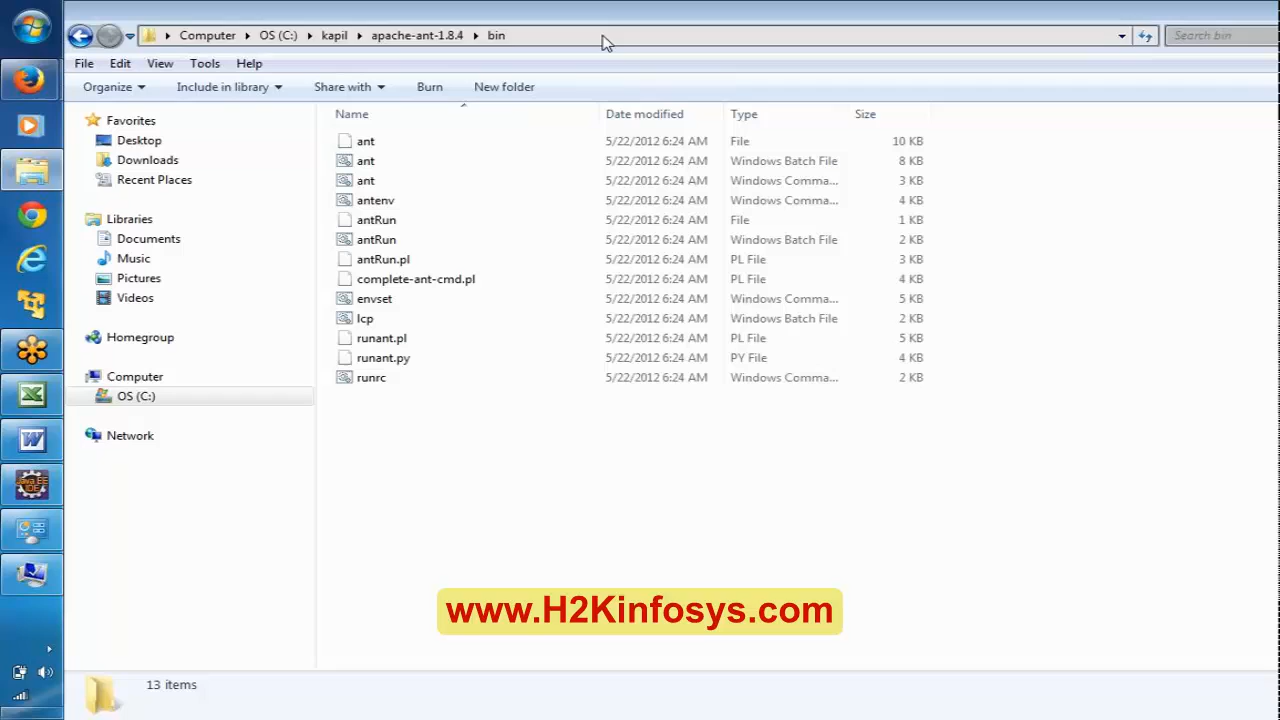 Computer OS (C:) kapil apache-ant-1.8.4 bin
Search bin
File Edit View Tools Help
Organize Include in library Share with Burn New folder
Favorites
Desktop
Downloads
Recent Places
Libraries
Documents
Music
Pictures
Videos
Homegroup
Computer
OS (C:)
Network
Name Date modified Type Size
ant 5/22/2012 6:24 AM File 10 KB
ant 5/22/2012 6:24 AM Windows Batch File 8 KB
ant 5/22/2012 6:24 AM Windows Comma... 3 KB
antenv 5/22/2012 6:24 AM Windows Comma... 4 KB
antRun 5/22/2012 6:24 AM File 1 KB
antRun 5/22/2012 6:24 AM Windows Batch File 2 KB
antRun.pl 5/22/2012 6:24 AM PL File 3 KB
complete-ant-cmd.pl 5/22/2012 6:24 AM PL File 4 KB
envset 5/22/2012 6:24 AM Windows Comma... 5 KB
lcp 5/22/2012 6:24 AM Windows Batch File 2 KB
runant.pl 5/22/2012 6:24 AM PL File 5 KB
runant.py 5/22/2012 6:24 AM PY File 4 KB
runrc 5/22/2012 6:24 AM Windows Comma... 2 KB
Java EE
IDE
www.H2Kinfosys.com
13 items